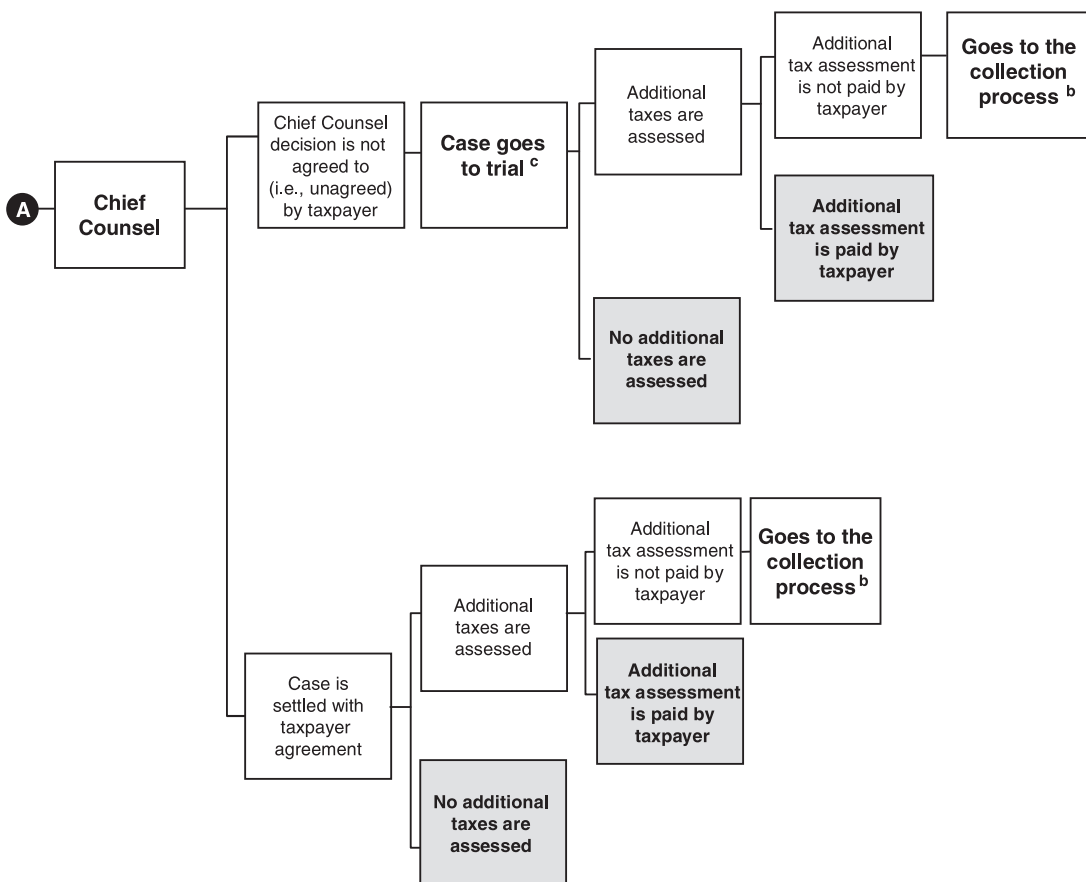 A
Chief
Counsel
Chief Counsel
decision is not
agreed to
(i.e., unagreed)
by taxpayer
Case goes
to trial c
Additional
taxes are
assessed
Additional
tax assessment
is not paid by
taxpayer
Goes to the
collection
process b
Additional
tax assessment
is paid by
taxpayer
No additional
taxes are
assessed
Case is
settled with
taxpayer
agreement
Additional
taxes are
assessed
Additional
tax assessment
is not paid by
taxpayer
Goes to the
collection
process b
Additional
tax assessment
is paid by
taxpayer
No additional
taxes are
assessed